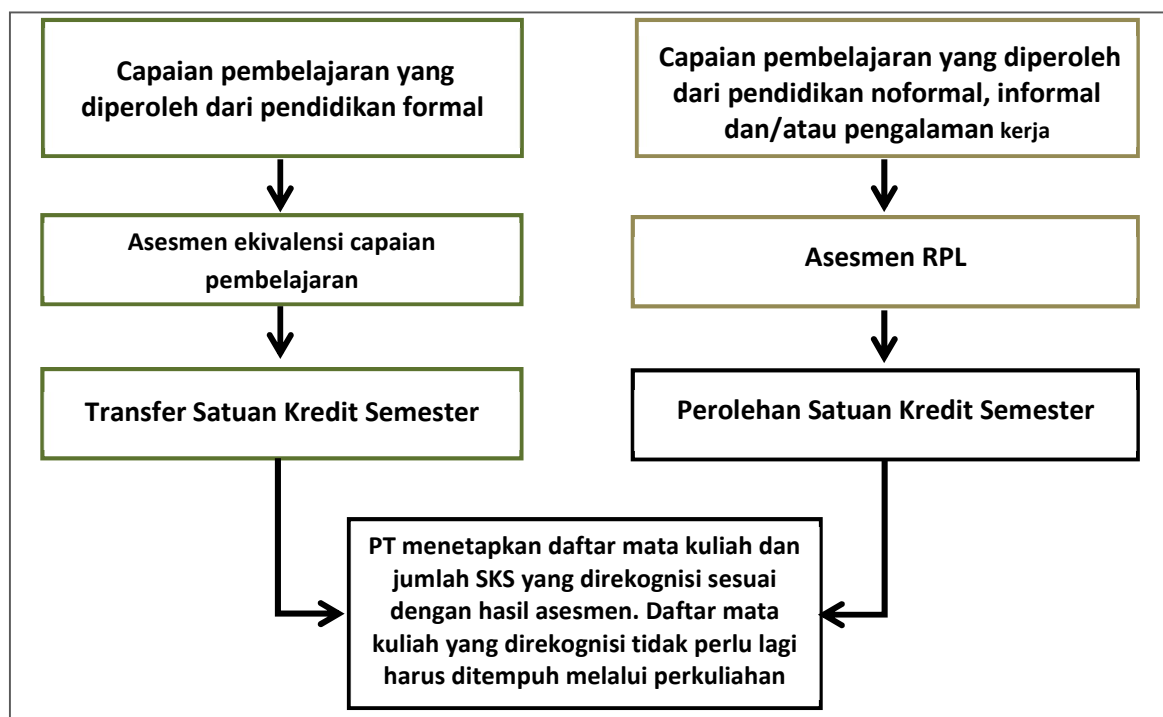 Capaian pembelajaran yang
diperoleh dari pendidikan formal
Asesmen ekivalensi capaian
pembelajaran
Transfer Satuan Kredit Semester
Capaian pembelajaran yang diperoleh
dari pendidikan noformal, informal
dan/atau pengalaman kerja
Asesmen RPL
Perolehan Satuan Kredit Semester
PT menetapkan daftar mata kuliah dan
jumlah SKS yang direkognisi sesuai
dengan hasil asesmen. Daftar mata
kuliah yang direkognisi tidak perlu lagi
harus ditempuh melalui perkuliahan